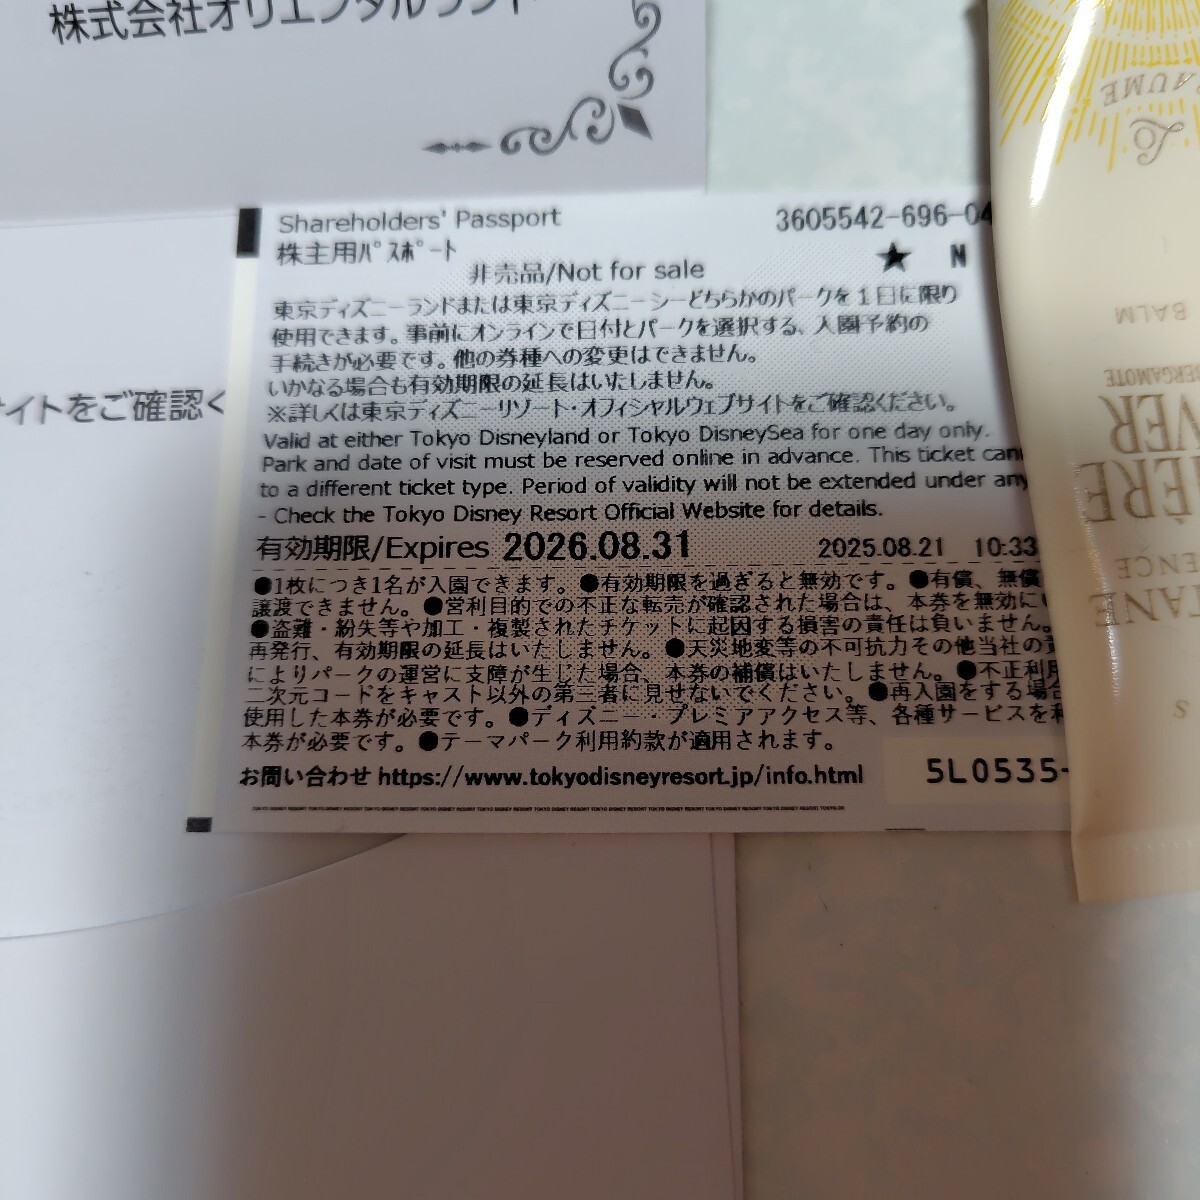 株式会社オリエンタルランド
サイトをご確認く
Shareholders' Passport
3605542-696-04
株主用ﾊﾟｽﾎﾟｰﾄ
★ N
非売品/Not for sale
東京ディズニーランドまたは東京ディズニーシーどちらかのパークを1日に限り
使用できます。事前にオンラインで日付とパークを選択する、入園予約の
手続きが必要です。他の券種への変更はできません。
いかなる場合も有効期限の延長はいたしません。
※詳しくは東京ディズニーリゾート・オフィシャルウェブサイトをご確認ください。
Valid at either Tokyo Disneyland or Tokyo DisneySea for one day only.
Park and date of visit must be reserved online in advance. This ticket can
to a different ticket type. Period of validity will not be extended under any
- Check the Tokyo Disney Resort Official Website for details.
有効期限/Expires 2026.08.31
2025.08.21 10:33
●1枚につき1名が入園できます。●有効期限を過ぎると無効です。●有償、無償
譲渡できません。●営利目的での不正な転売が確認された場合は、本券を無効に
●盗難・紛失等や加工・複製されたチケットに起因する損害の責任は負いません。
再発行、有効期限の延長はいたしません。●天災地変等の不可抗力その他当社の責
によりパークの運営に支障が生じた場合、本券の補償はいたしません。●不正利用
二次元コードをキャスト以外の第三者に見せないでください。●再入園をする場合
使用した本券が必要です。●ディズニー・プレミアアクセス等、各種サービスを利
本券が必要です。●テーマパーク利用約款が適用されます。
お問い合わせ https://www.tokyodisneyresort.jp/info.html
5L0535-
BAUME
BALM
BERGAMOTE
VER
IÈRE
ENCE
TANE
S